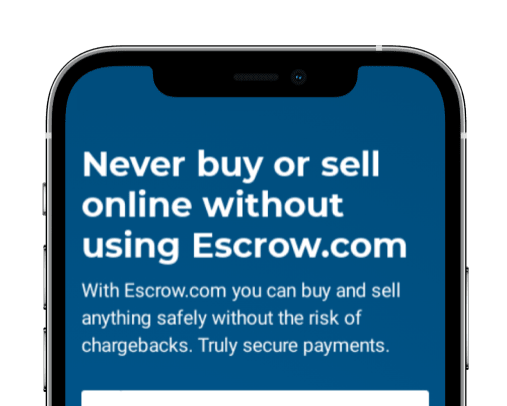 Never buy or sell
online without
using Escrow.com
With Escrow.com you can buy and sell
anything safely without the risk of
chargebacks. Truly secure payments.